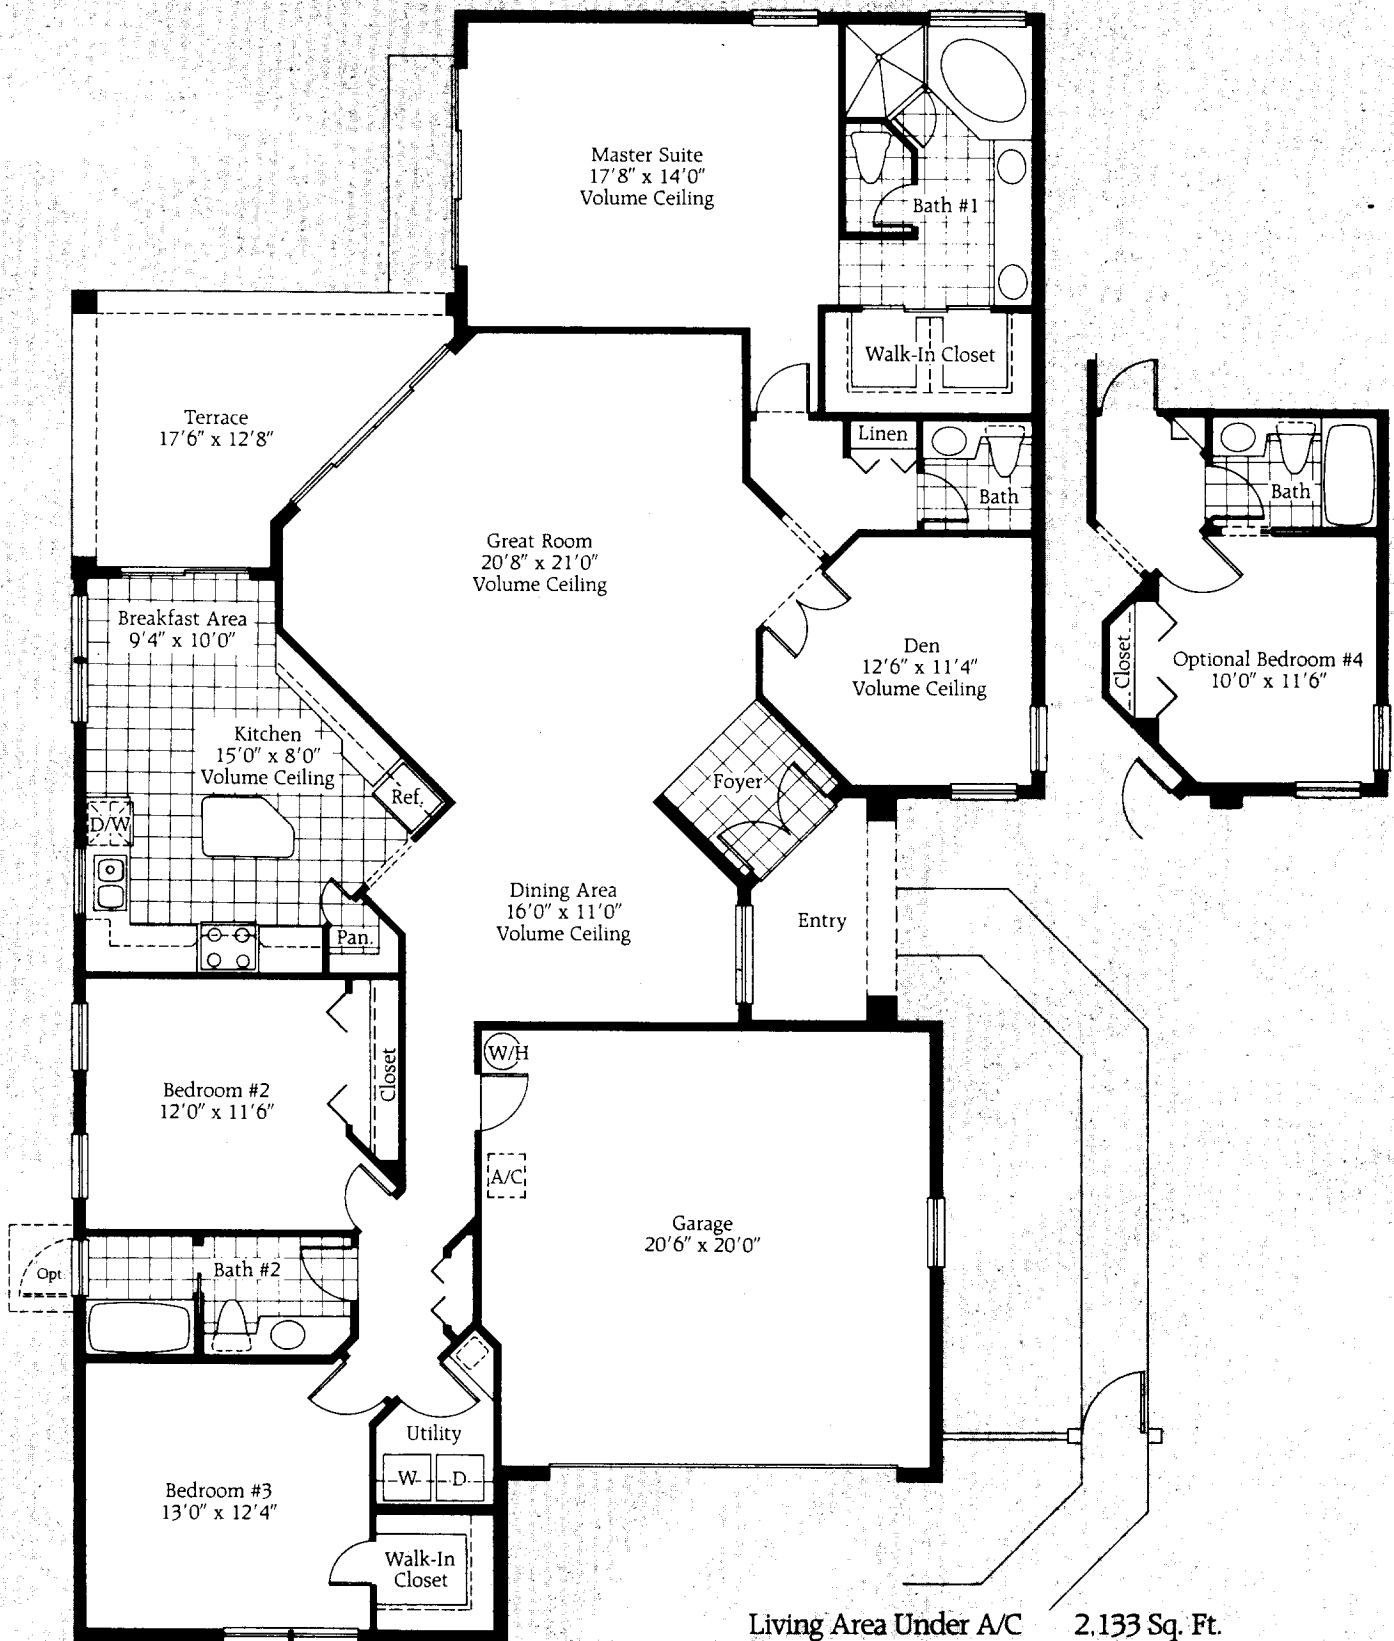 Master Suite
17'8" x 14'0"
Volume Ceiling
Bath #1
Walk-In Closet
Terrace
17'6" x 12'8"
Linen
Bath
Great Room
20'8" x 21'0"
Volume Ceiling
Bath
Breakfast Area
9'4" x 10'0"
Den
12'6" x 11'4"
Volume Ceiling
Closet
Optional Bedroom #4
10'0" x 11'6"
Kitchen
15'0" x 8'0"
Volume Ceiling
Ref.
Foyer
D/W
Dining Area
16'0" x 11'0"
Volume Ceiling
Entry
Pan.
W/H
Bedroom #2
12'0" x 11'6"
Closet
A/C
Garage
20'6" x 20'0"
Opt
Bath #2
Utility
W
D
Bedroom #3
13'0" x 12'4"
Walk-In
Closet
Living Area Under A/C 2,133 Sq. Ft.